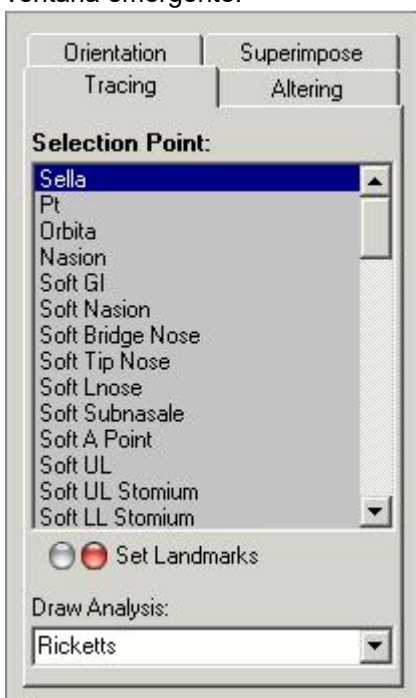 ventana emergente.
Orientation Superimpose
Tracing Altering
Selection Point:
Sella
Pt
Orbita
Nasion
Soft Gl
Soft Nasion
Soft Bridge Nose
Soft Tip Nose
Soft Lnose
Soft Subnasale
Soft A Point
Soft UL
Soft UL Stomium
Soft LL Stomium
Set Landmarks
Draw Analysis:
Ricketts